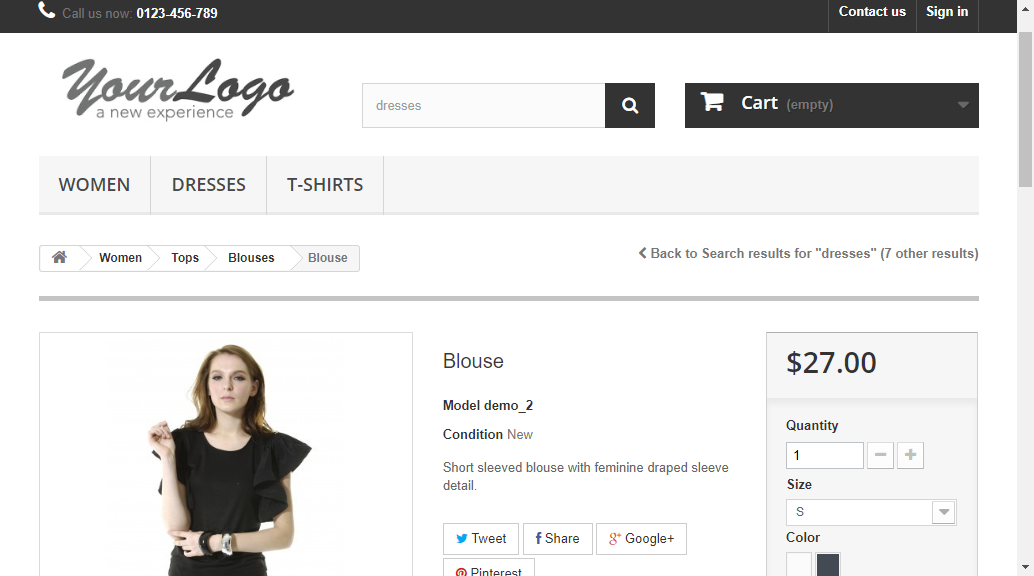 Call us now: 0123-456-789
Contact us
Sign in
YourLogo
a new experience
dresses
Cart (empty)
WOMEN
DRESSES
T-SHIRTS
Women
Tops
Blouses
Blouse
Back to Search results for "dresses" (7 other results)
Blouse
Model demo_2
Condition New
Short sleeved blouse with feminine draped sleeve
detail.
Tweet
Share
Google+
Pinterest
$27.00
Quantity
1
Size
S
Color